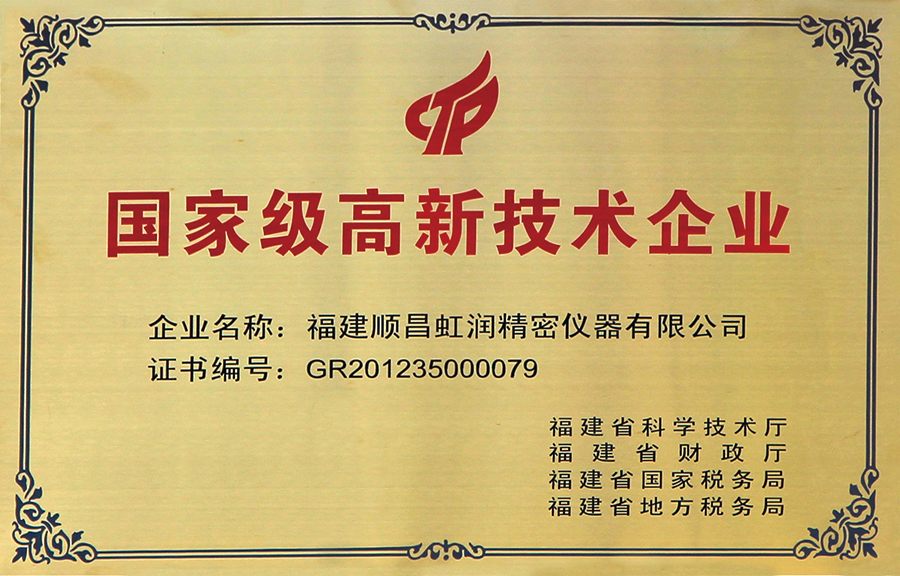 国家级高新技术企业
企业名称：福建顺昌虹润精密仪器有限公司
证书编号：GR201235000079
福建省科学技术厅
福建省财政厅
福建省国家税务局
福建省地方税务局